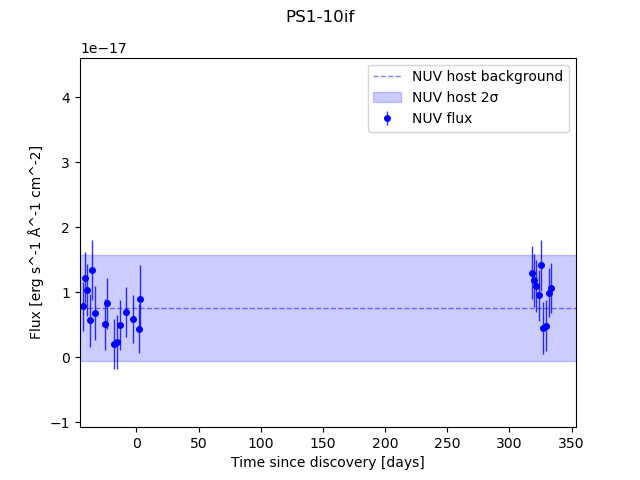 PS1-10if
1e−17
NUV host background
NUV host 2σ
NUV flux
4
3
2
1
0
−1
Flux [erg s^-1 Å^-1 cm^-2]
0 50 100 150 200 250 300 350
Time since discovery [days]